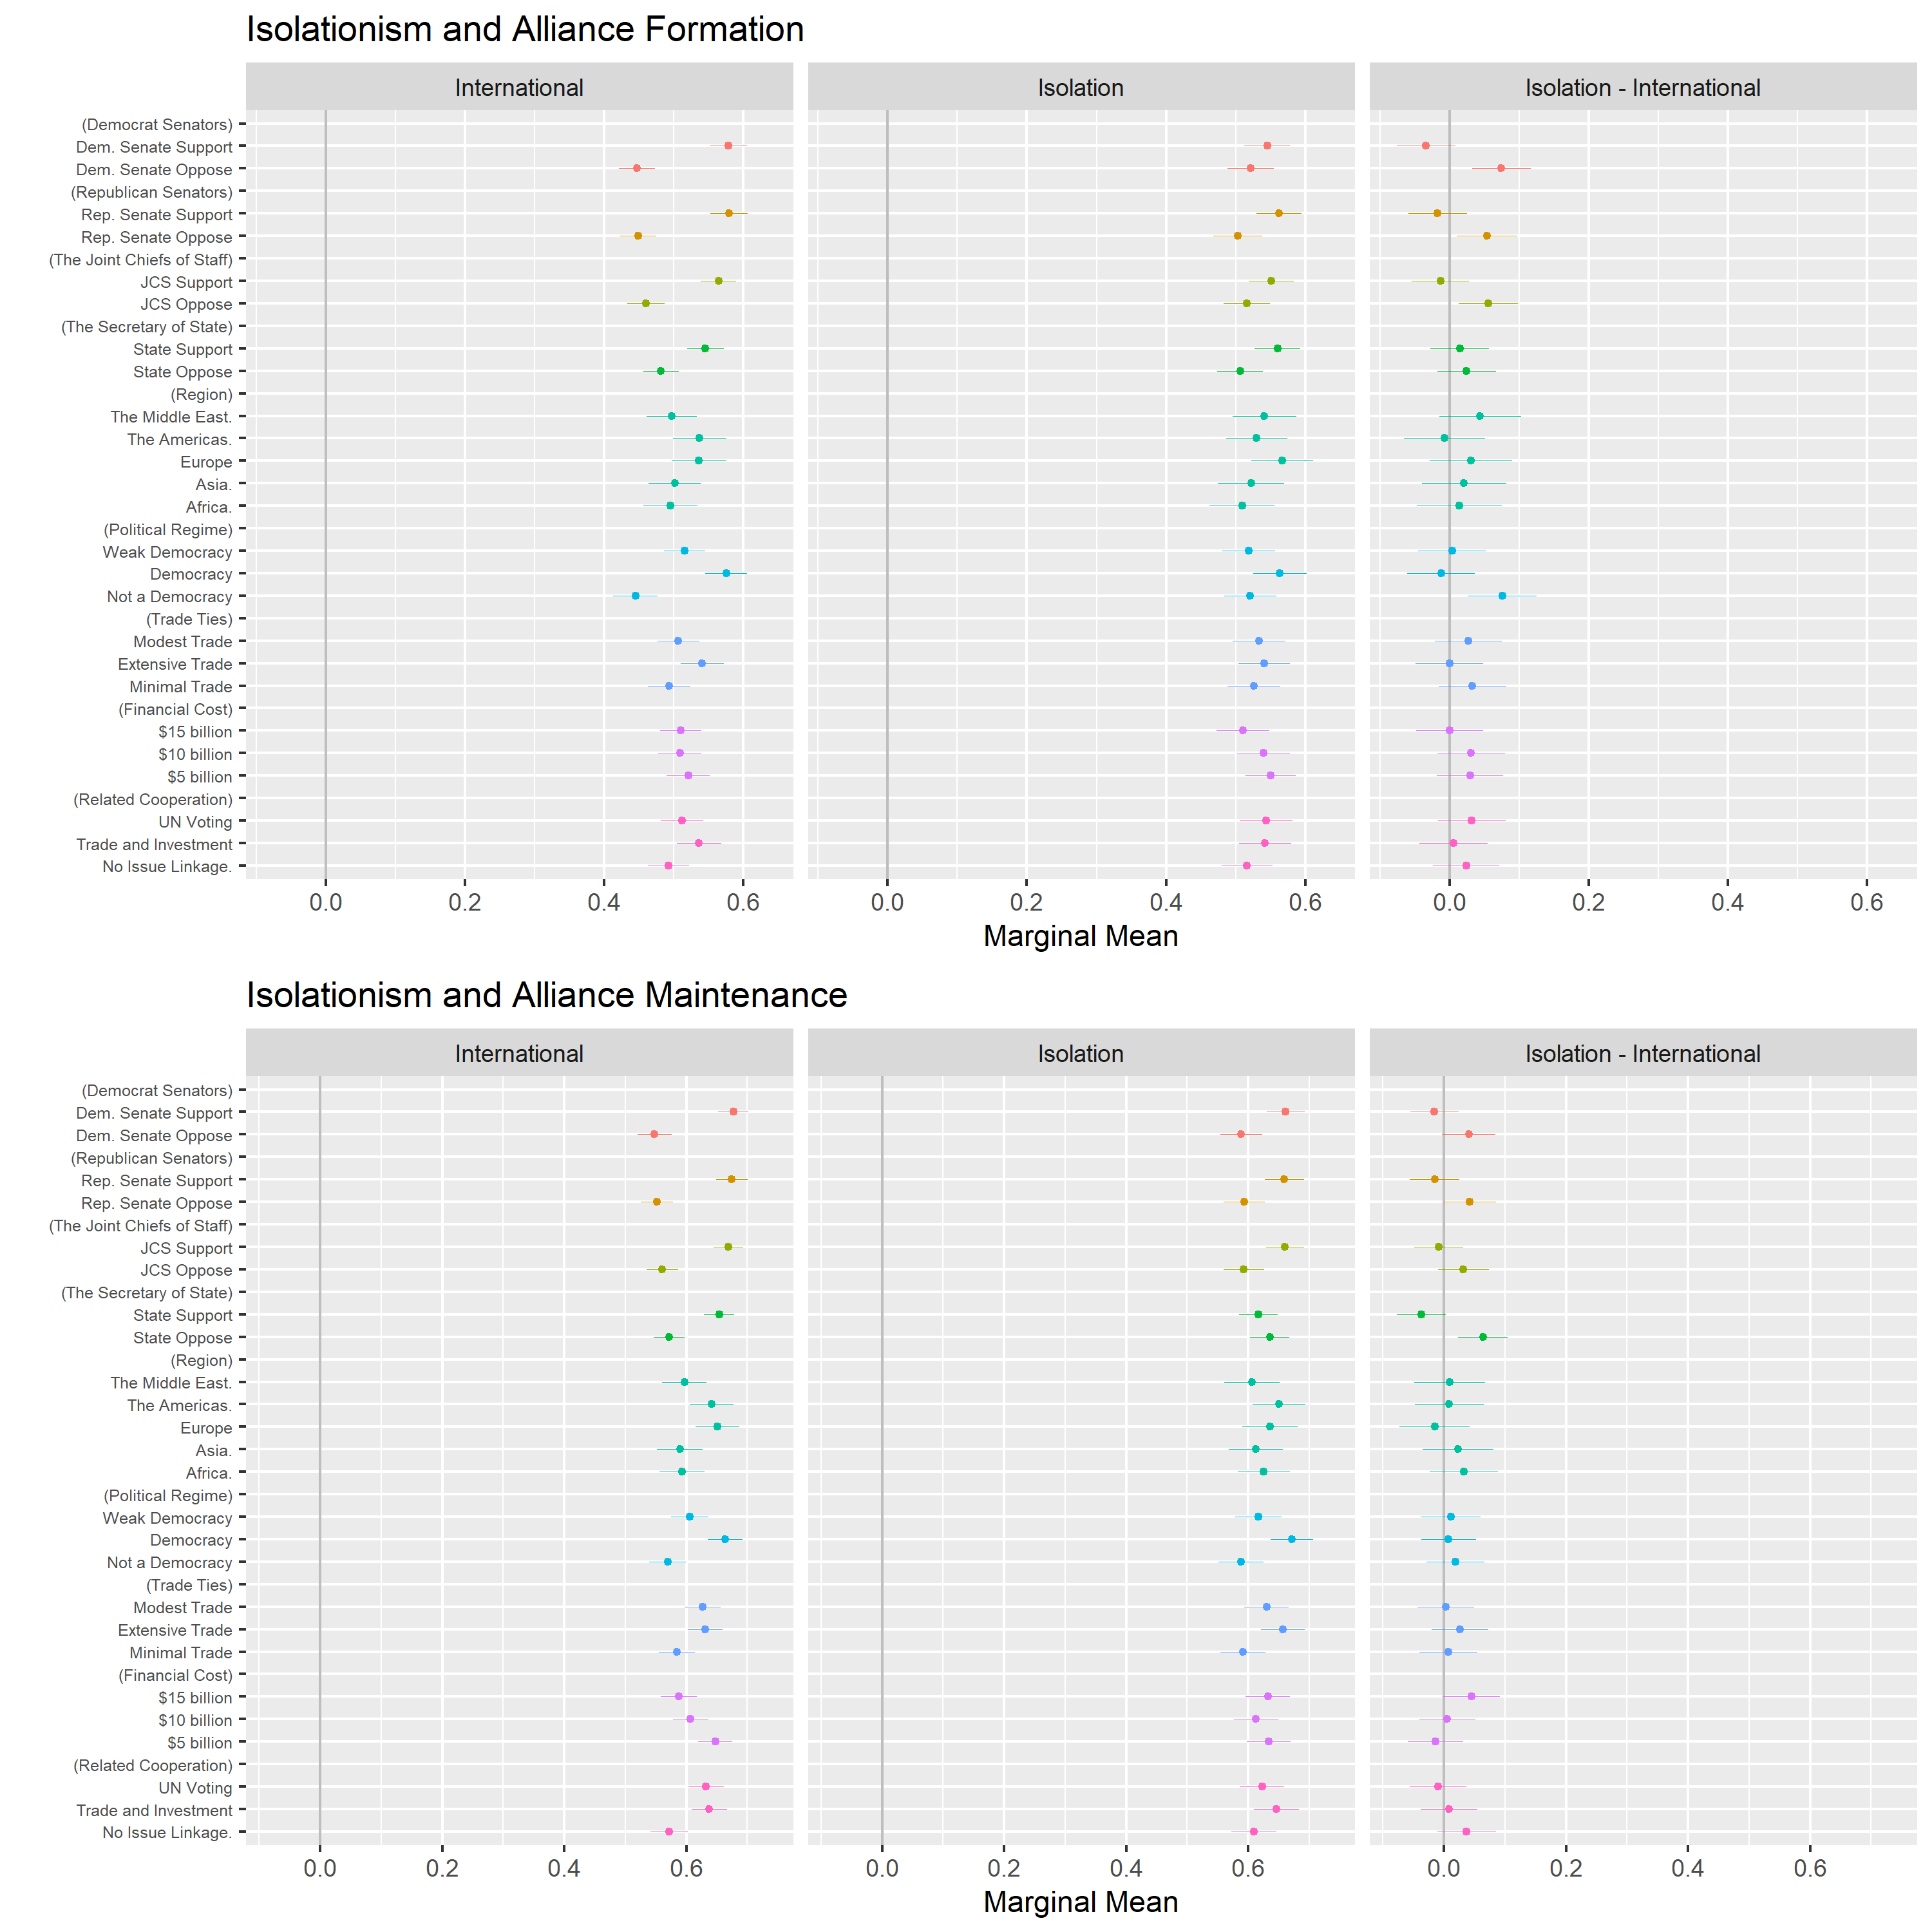 Isolationism and Alliance Formation
International
Isolation
Isolation - International
(Democrat Senators)
Dem. Senate Support
Dem. Senate Oppose
(Republican Senators)
Rep. Senate Support
Rep. Senate Oppose
(The Joint Chiefs of Staff)
JCS Support
JCS Oppose
(The Secretary of State)
State Support
State Oppose
(Region)
The Middle East.
The Americas.
Europe
Asia.
Africa.
(Political Regime)
Weak Democracy
Democracy
Not a Democracy
(Trade Ties)
Modest Trade
Extensive Trade
Minimal Trade
(Financial Cost)
$15 billion
$10 billion
$5 billion
(Related Cooperation)
UN Voting
Trade and Investment
No Issue Linkage.
0.0 0.2 0.4 0.6
0.0 0.2 0.4 0.6
0.0 0.2 0.4 0.6
Marginal Mean
Isolationism and Alliance Maintenance
International
Isolation
Isolation - International
(Democrat Senators)
Dem. Senate Support
Dem. Senate Oppose
(Republican Senators)
Rep. Senate Support
Rep. Senate Oppose
(The Joint Chiefs of Staff)
JCS Support
JCS Oppose
(The Secretary of State)
State Support
State Oppose
(Region)
The Middle East.
The Americas.
Europe
Asia.
Africa.
(Political Regime)
Weak Democracy
Democracy
Not a Democracy
(Trade Ties)
Modest Trade
Extensive Trade
Minimal Trade
(Financial Cost)
$15 billion
$10 billion
$5 billion
(Related Cooperation)
UN Voting
Trade and Investment
No Issue Linkage.
0.0 0.2 0.4 0.6
0.0 0.2 0.4 0.6
0.0 0.2 0.4 0.6
Marginal Mean